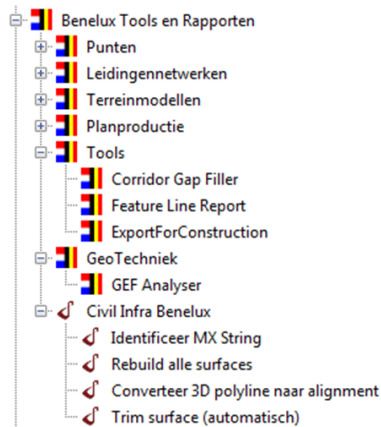 Benelux Tools en Rapporten
Punten
Leidingennetwerken
Terreinmodellen
Planproductie
Tools
Corridor Gap Filler
Feature Line Report
ExportForConstruction
GeoTechniek
GEF Analyser
Civil Infra Benelux
Identificeer MX String
Rebuild alle surfaces
Converteer 3D polyline naar alignment
Trim surface (automatisch)